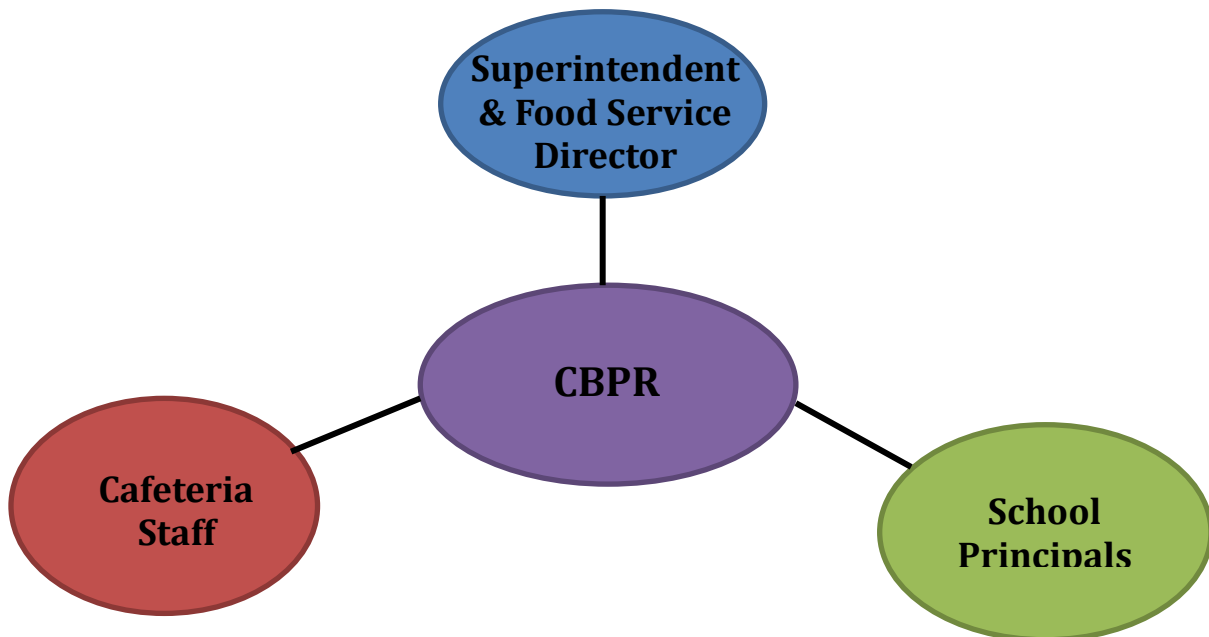 Superintendent
& Food Service
Director
CBPR
Cafeteria
Staff
School
Principals